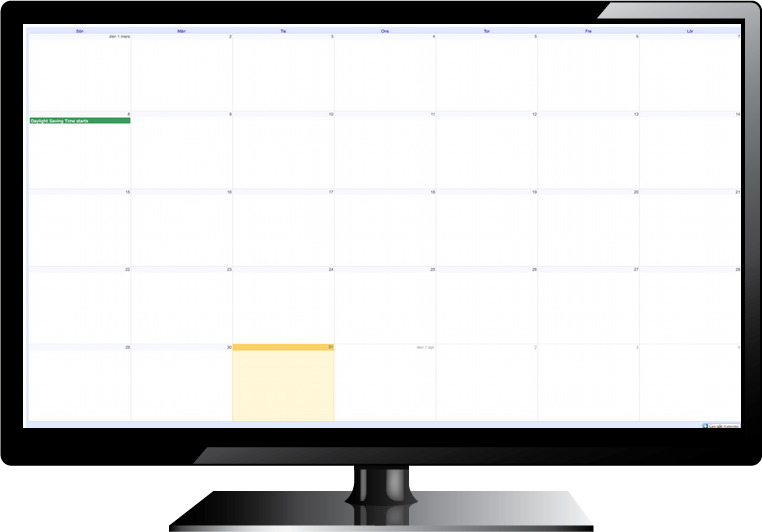 Sön Mån Tis Ons Tor Fre Lör
den 1 mars 2 3 4 5 6 7
8 9 10 11 12 13 14
Daylight Saving Time starts
15 16 17 18 19 20 21
22 23 24 25 26 27 28
29 30 31 den 1 apr 2 3 4